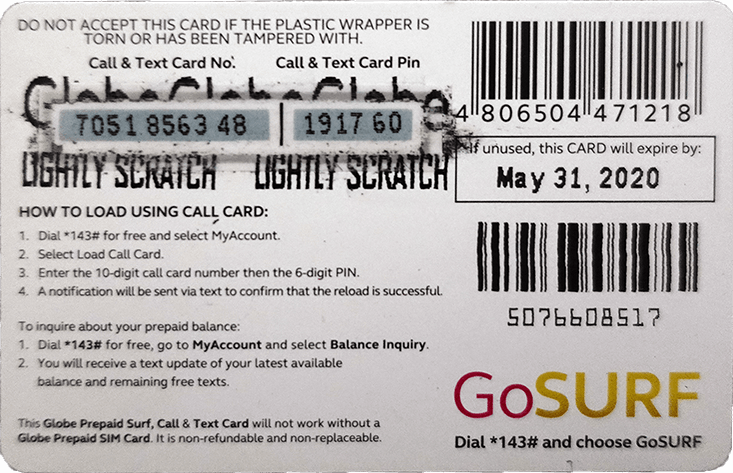 DO NOT ACCEPT THIS CARD IF THE PLASTIC WRAPPER IS
TORN OR HAS BEEN TAMPERED WITH.
Call & Text Card No. Call & Text Card Pin
Globe Globe Globe
7051 8563 48 1917 60
LIGHTLY SCRATCH LIGHTLY SCRATCH
HOW TO LOAD USING CALL CARD:
1. Dial *143# for free and select MyAccount.
2. Select Load Call Card.
3. Enter the 10-digit call card number then the 6-digit PIN.
4. A notification will be sent via text to confirm that the reload is successful.
To inquire about your prepaid balance:
1. Dial *143# for free, go to MyAccount and select Balance Inquiry.
2. You will receive a text update of your latest available
balance and remaining free texts.
This Globe Prepaid Surf, Call & Text Card will not work without a
Globe Prepaid SIM Card. It is non-refundable and non-replaceable.
4 806504 471218
If unused, this CARD will expire by:
May 31, 2020
5076608517
GoSURF
Dial *143# and choose GoSURF